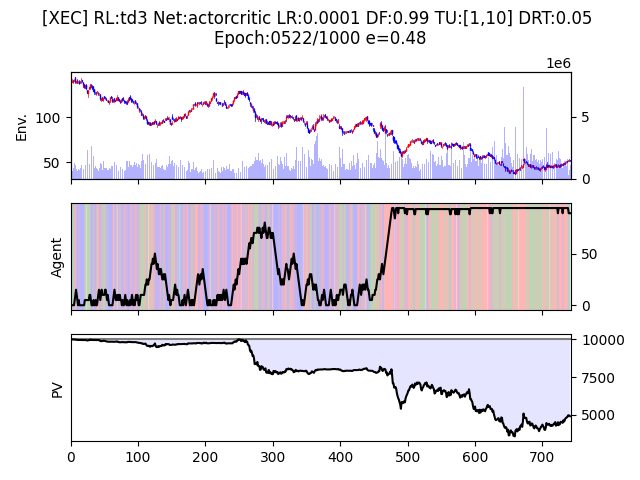 [XEC] RL:td3 Net:actorcritic LR:0.0001 DF:0.99 TU:[1,10] DRT:0.05
Epoch:0522/1000 e=0.48
1e6
Env.
100
50
5
0
Agent
50
0
PV
10000
7500
5000
0 100 200 300 400 500 600 700